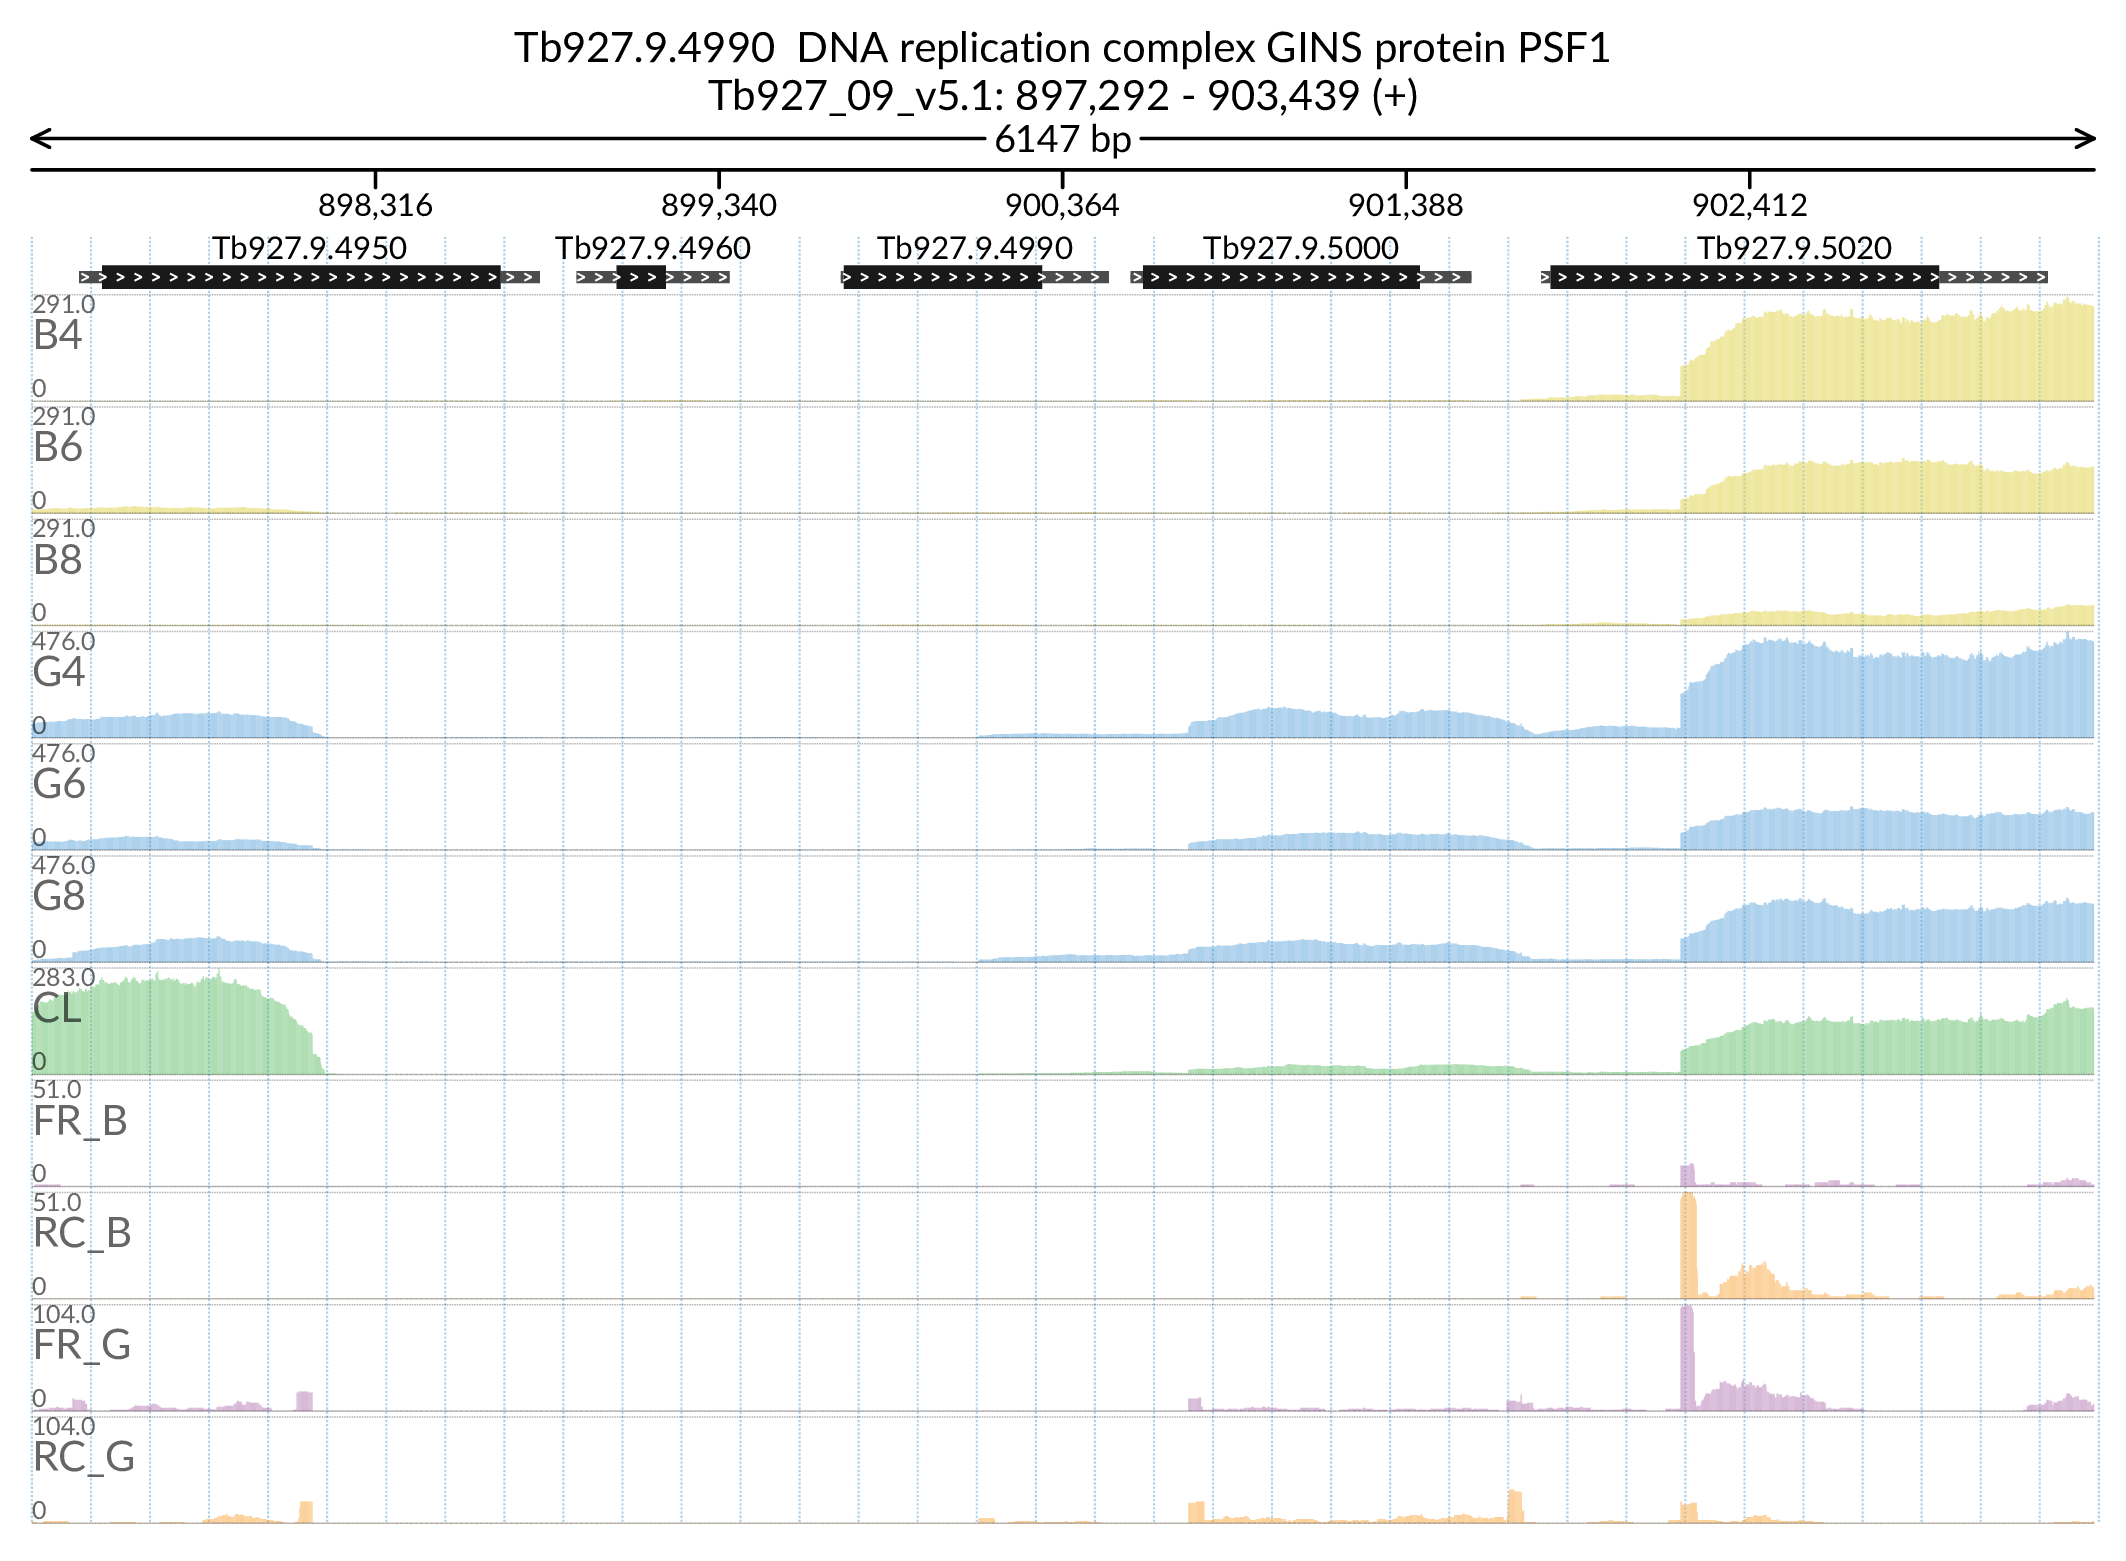 Tb927.9.4990  DNA replication complex GINS protein PSF1
Tb927_09_v5.1: 897,292 - 903,439 (+)
6147 bp
898,316 899,340 900,364 901,388 902,412
Tb927.9.4950 Tb927.9.4960 Tb927.9.4990 Tb927.9.5000 Tb927.9.5020
291.0
B4
0
291.0
B6
0
291.0
B8
0
476.0
G4
0
476.0
G6
0
476.0
G8
0
283.0
CL
0
51.0
FR_B
0
51.0
RC_B
0
104.0
FR_G
0
104.0
RC_G
0